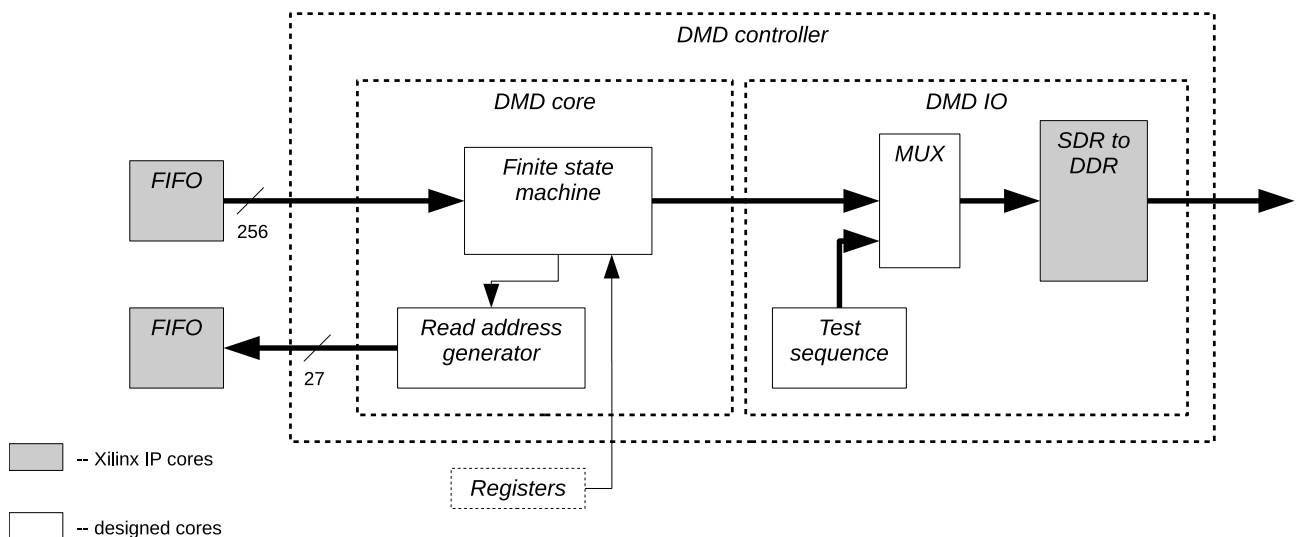 DMD controller
DMD core
DMD IO
FIFO
256
Finite state
machine
MUX
SDR to
DDR
FIFO
27
Read address
generator
Test
sequence
-- Xilinx IP cores
Registers
-- designed cores